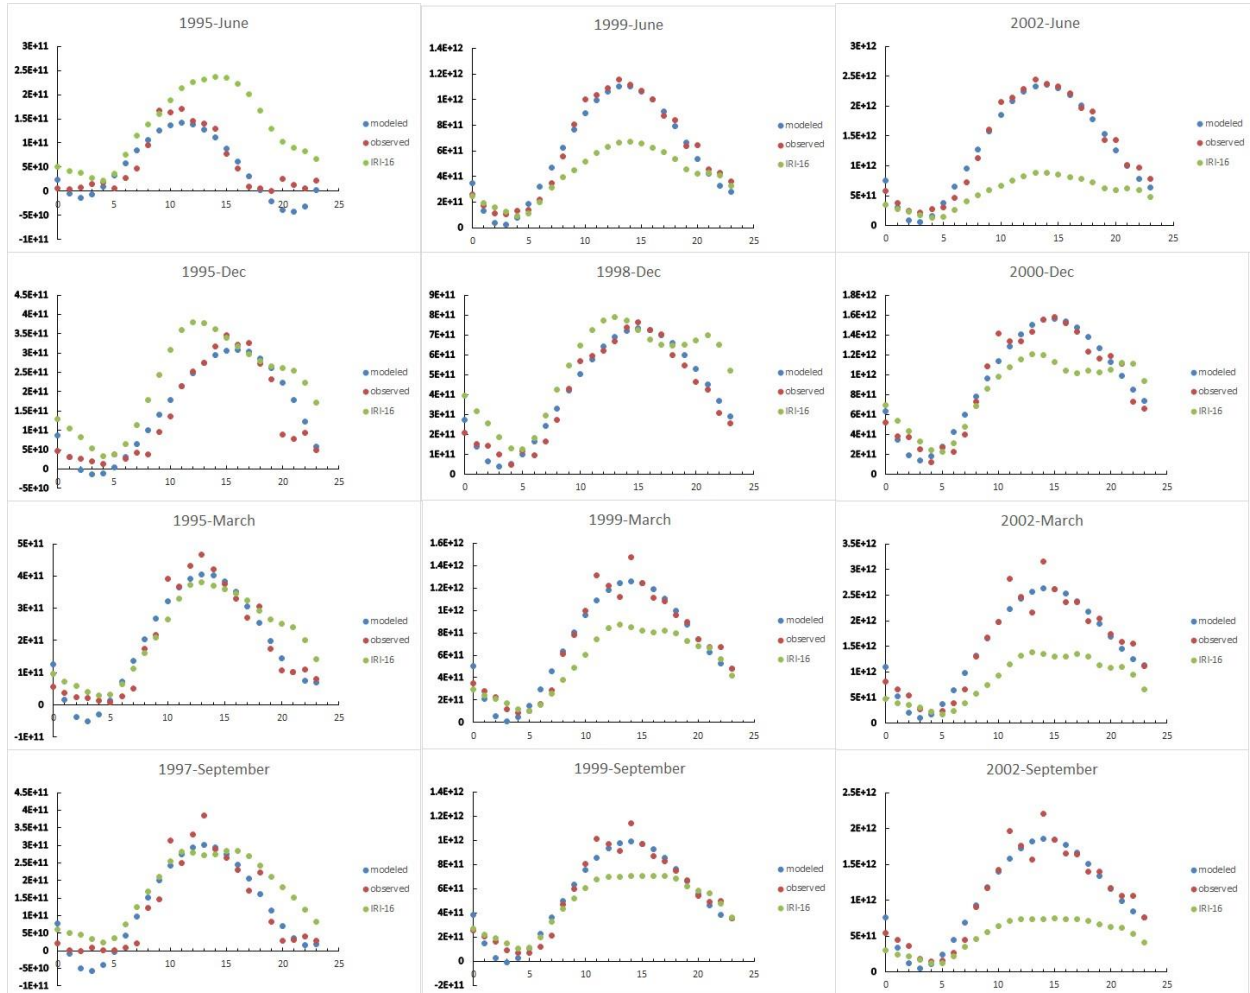 1995-June
3E+11
2.5E+11
2E+11
1.5E+11
1E+11
5E+10
0
-5E+10
-1E+11
0 5 10 15 20 25
modeled
observed
IRI-16
1999-June
1.4E+12
1.2E+12
1E+12
8E+11
6E+11
4E+11
2E+11
0
0 5 10 15 20 25
modeled
observed
IRI-16
2002-June
3E+12
2.5E+12
2E+12
1.5E+12
1E+12
5E+11
0
0 5 10 15 20 25
modeled
observed
IRI-16
1995-Dec
4.5E+11
4E+11
3.5E+11
3E+11
2.5E+11
2E+11
1.5E+11
1E+11
5E+10
0
-5E+10
0 5 10 15 20 25
modeled
observed
IRI-16
1998-Dec
9E+11
8E+11
7E+11
6E+11
5E+11
4E+11
3E+11
2E+11
1E+11
0
0 5 10 15 20 25
modeled
observed
IRI-16
2000-Dec
1.8E+12
1.6E+12
1.4E+12
1.2E+12
1E+12
8E+11
6E+11
4E+11
2E+11
0
0 5 10 15 20 25
modeled
observed
IRI-16
1995-March
5E+11
4E+11
3E+11
2E+11
1E+11
0
-1E+11
0 5 10 15 20 25
modeled
observed
IRI-16
1999-March
1.6E+12
1.4E+12
1.2E+12
1E+12
8E+11
6E+11
4E+11
2E+11
0
0 5 10 15 20 25
modeled
observed
IRI-16
2002-March
3.5E+12
3E+12
2.5E+12
2E+12
1.5E+12
1E+12
5E+11
0
0 5 10 15 20 25
modeled
observed
IRI-16
1997-September
4.5E+11
4E+11
3.5E+11
3E+11
2.5E+11
2E+11
1.5E+11
1E+11
5E+10
0
-5E+10
-1E+11
0 5 10 15 20 25
modeled
observed
IRI-16
1999-September
1.4E+12
1.2E+12
1E+12
8E+11
6E+11
4E+11
2E+11
0
-2E+11
0 5 10 15 20 25
modeled
observed
IRI-16
2002-September
2.5E+12
2E+12
1.5E+12
1E+12
5E+11
0
0 5 10 15 20 25
modeled
observed
IRI-16